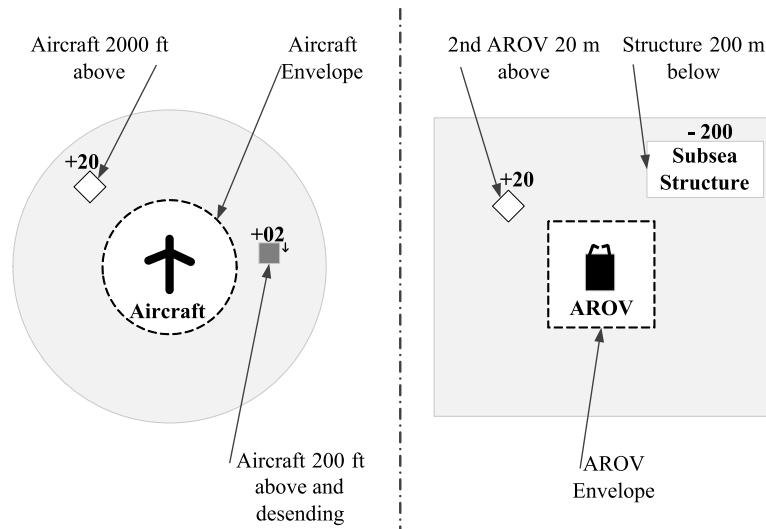 Aircraft 2000 ft
above
Aircraft
Envelope
+20
+02
↓
Aircraft
Aircraft 200 ft
above and
desending
2nd AROV 20 m
above
Structure 200 m
below
- 200
Subsea
Structure
+20
AROV
AROV
Envelope